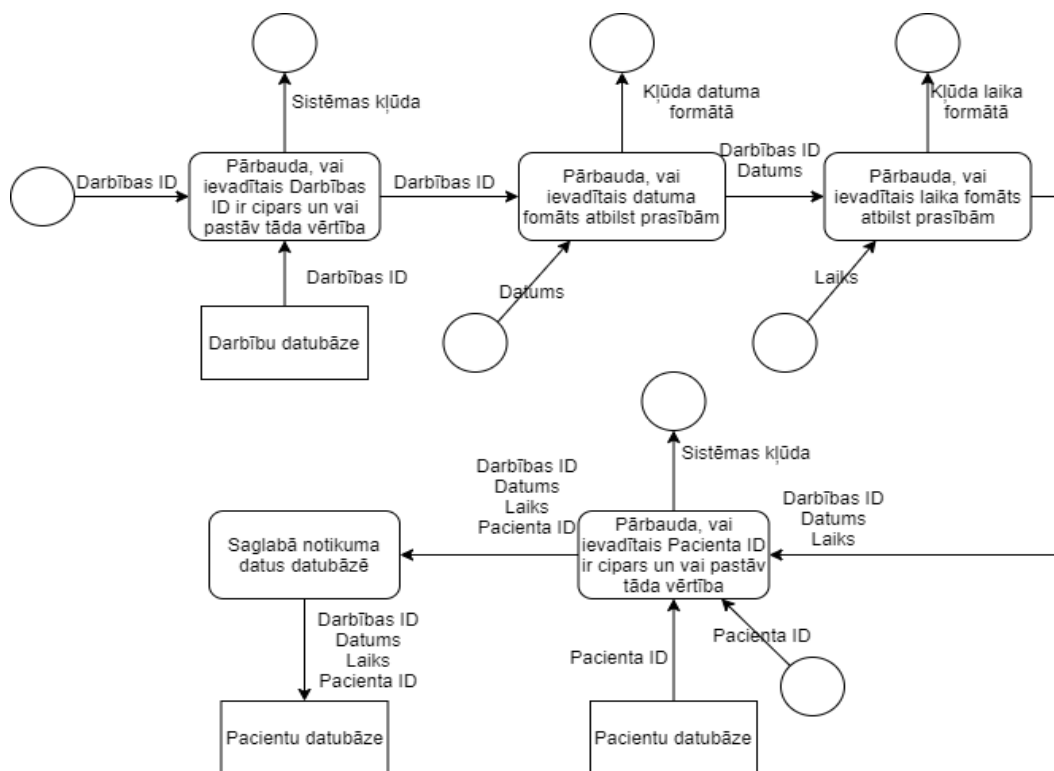 Sistēmas kļūda
Kļūda datuma
formātā
Kļūda laika
formātā
Darbības ID
Pārbauda, vai
ievadītais Darbības
ID ir cipars un vai
pastāv tāda vērtība
Darbības ID
Pārbauda, vai
ievadītais datuma
fomāts atbilst prasībām
Darbības ID
Datums
Pārbauda, vai
ievadītais laika fomāts
atbilst prasībām
Darbības ID
Datums
Laiks
Darbību datubāze
Sistēmas kļūda
Darbības ID
Datums
Laiks
Pacienta ID
Darbības ID
Datums
Laiks
Saglabā notikuma
datus datubāzē
Pārbauda, vai
ievadītais Pacienta ID
ir cipars un vai pastāv
tāda vērtība
Darbības ID
Datums
Laiks
Pacienta ID
Pacienta ID
Pacienta ID
Pacientu datubāze
Pacientu datubāze